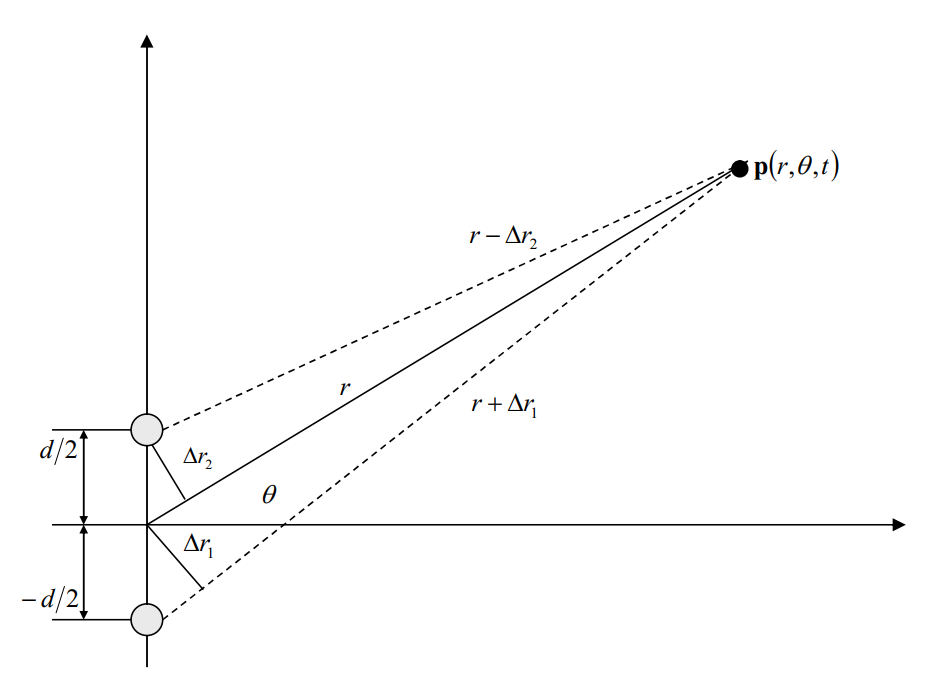 p(r,θ,t)
r − Δr₂
r
r + Δr₁
d/2
Δr₂
θ
Δr₁
− d/2